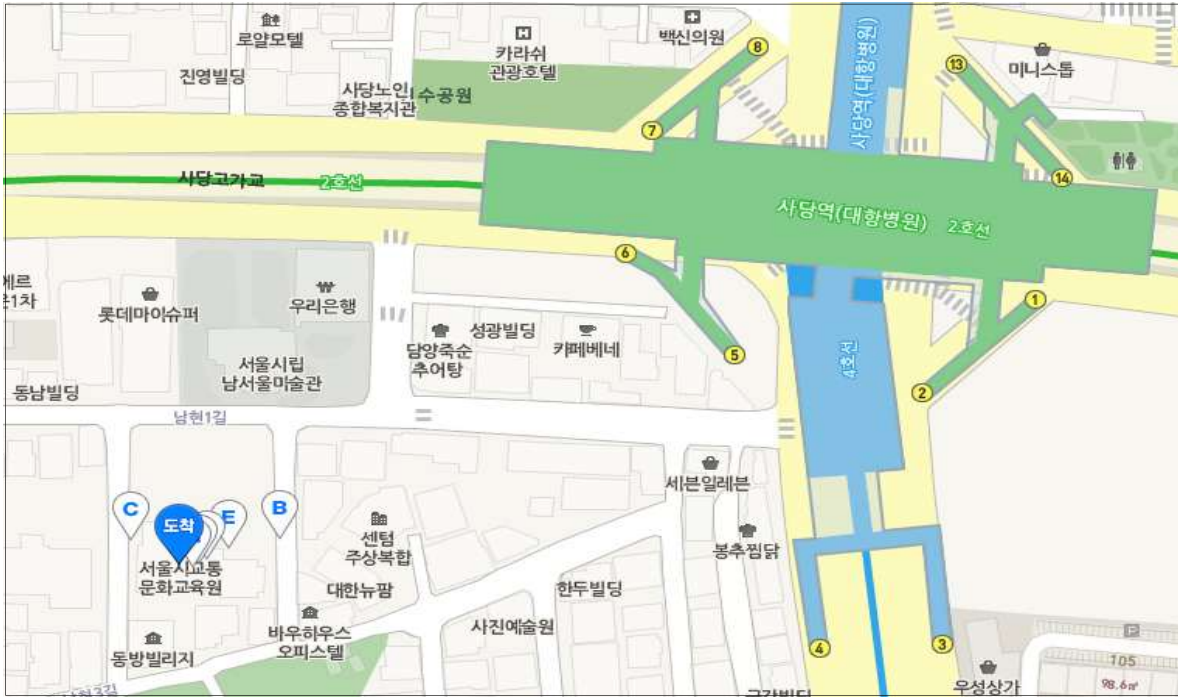 로얄모텔
카라쉬
관광호텔
백신의원
사당역(대항병원)
8
13
미니스톱
진영빌딩
사당노인
종합복지관
수공원
7
14
사당고가교
2호선
사당역(대항병원)
2호선
6
1
에르
롯데마이슈퍼
우리은행
담양죽순
추어탕
성광빌딩
카페베네
5
4호선
2
서울시립
남서울미술관
동남빌딩
남현1길
세븐일레븐
C
도착
E
B
센텀
주상복합
봉추찜닭
서울시교통
문화교육원
대한뉴팜
한두빌딩
바우하우스
오피스텔
사진예술원
동방빌리지
4
3
P
105
98.6㎡
우성상가
남현3길